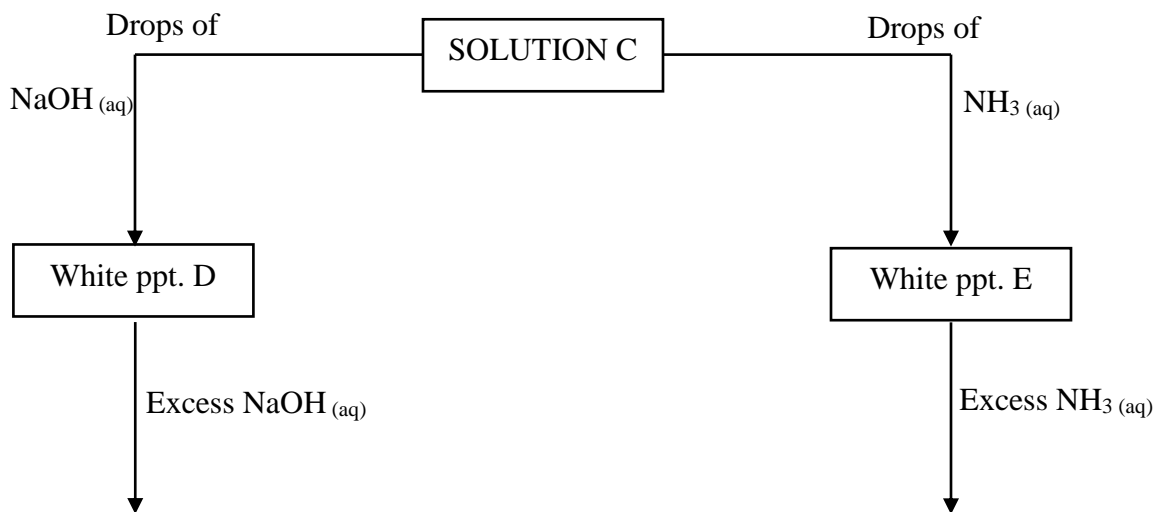 Drops of
SOLUTION C
Drops of
NaOH (aq)
NH₃ (aq)
White ppt. D
White ppt. E
Excess NaOH (aq)
Excess NH₃ (aq)